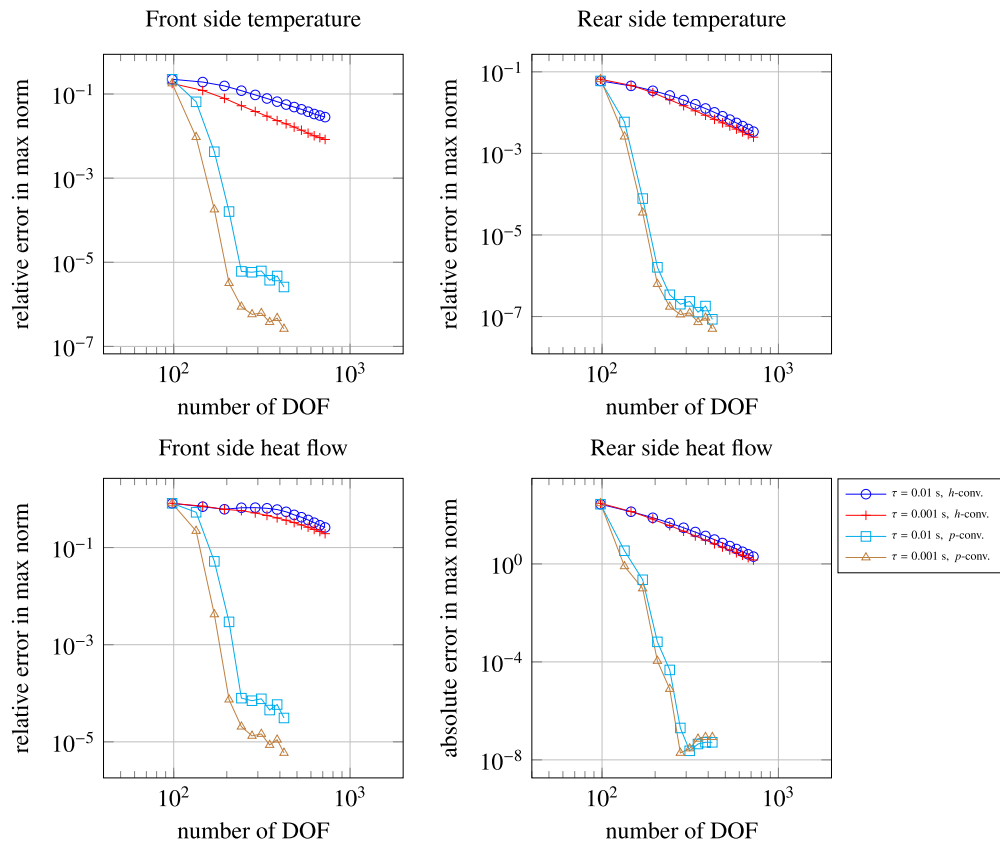 Front side temperature
Rear side temperature
relative error in max norm
10^−1
10^−3
10^−5
10^−7
10^2
10^3
number of DOF
relative error in max norm
10^−1
10^−3
10^−5
10^−7
10^2
10^3
number of DOF
Front side heat flow
Rear side heat flow
relative error in max norm
10^−1
10^−3
10^−5
10^2
10^3
number of DOF
absolute error in max norm
10^0
10^−4
10^−8
10^2
10^3
number of DOF
τ = 0.01 s, h-conv.
τ = 0.001 s, h-conv.
τ = 0.01 s, p-conv.
τ = 0.001 s, p-conv.